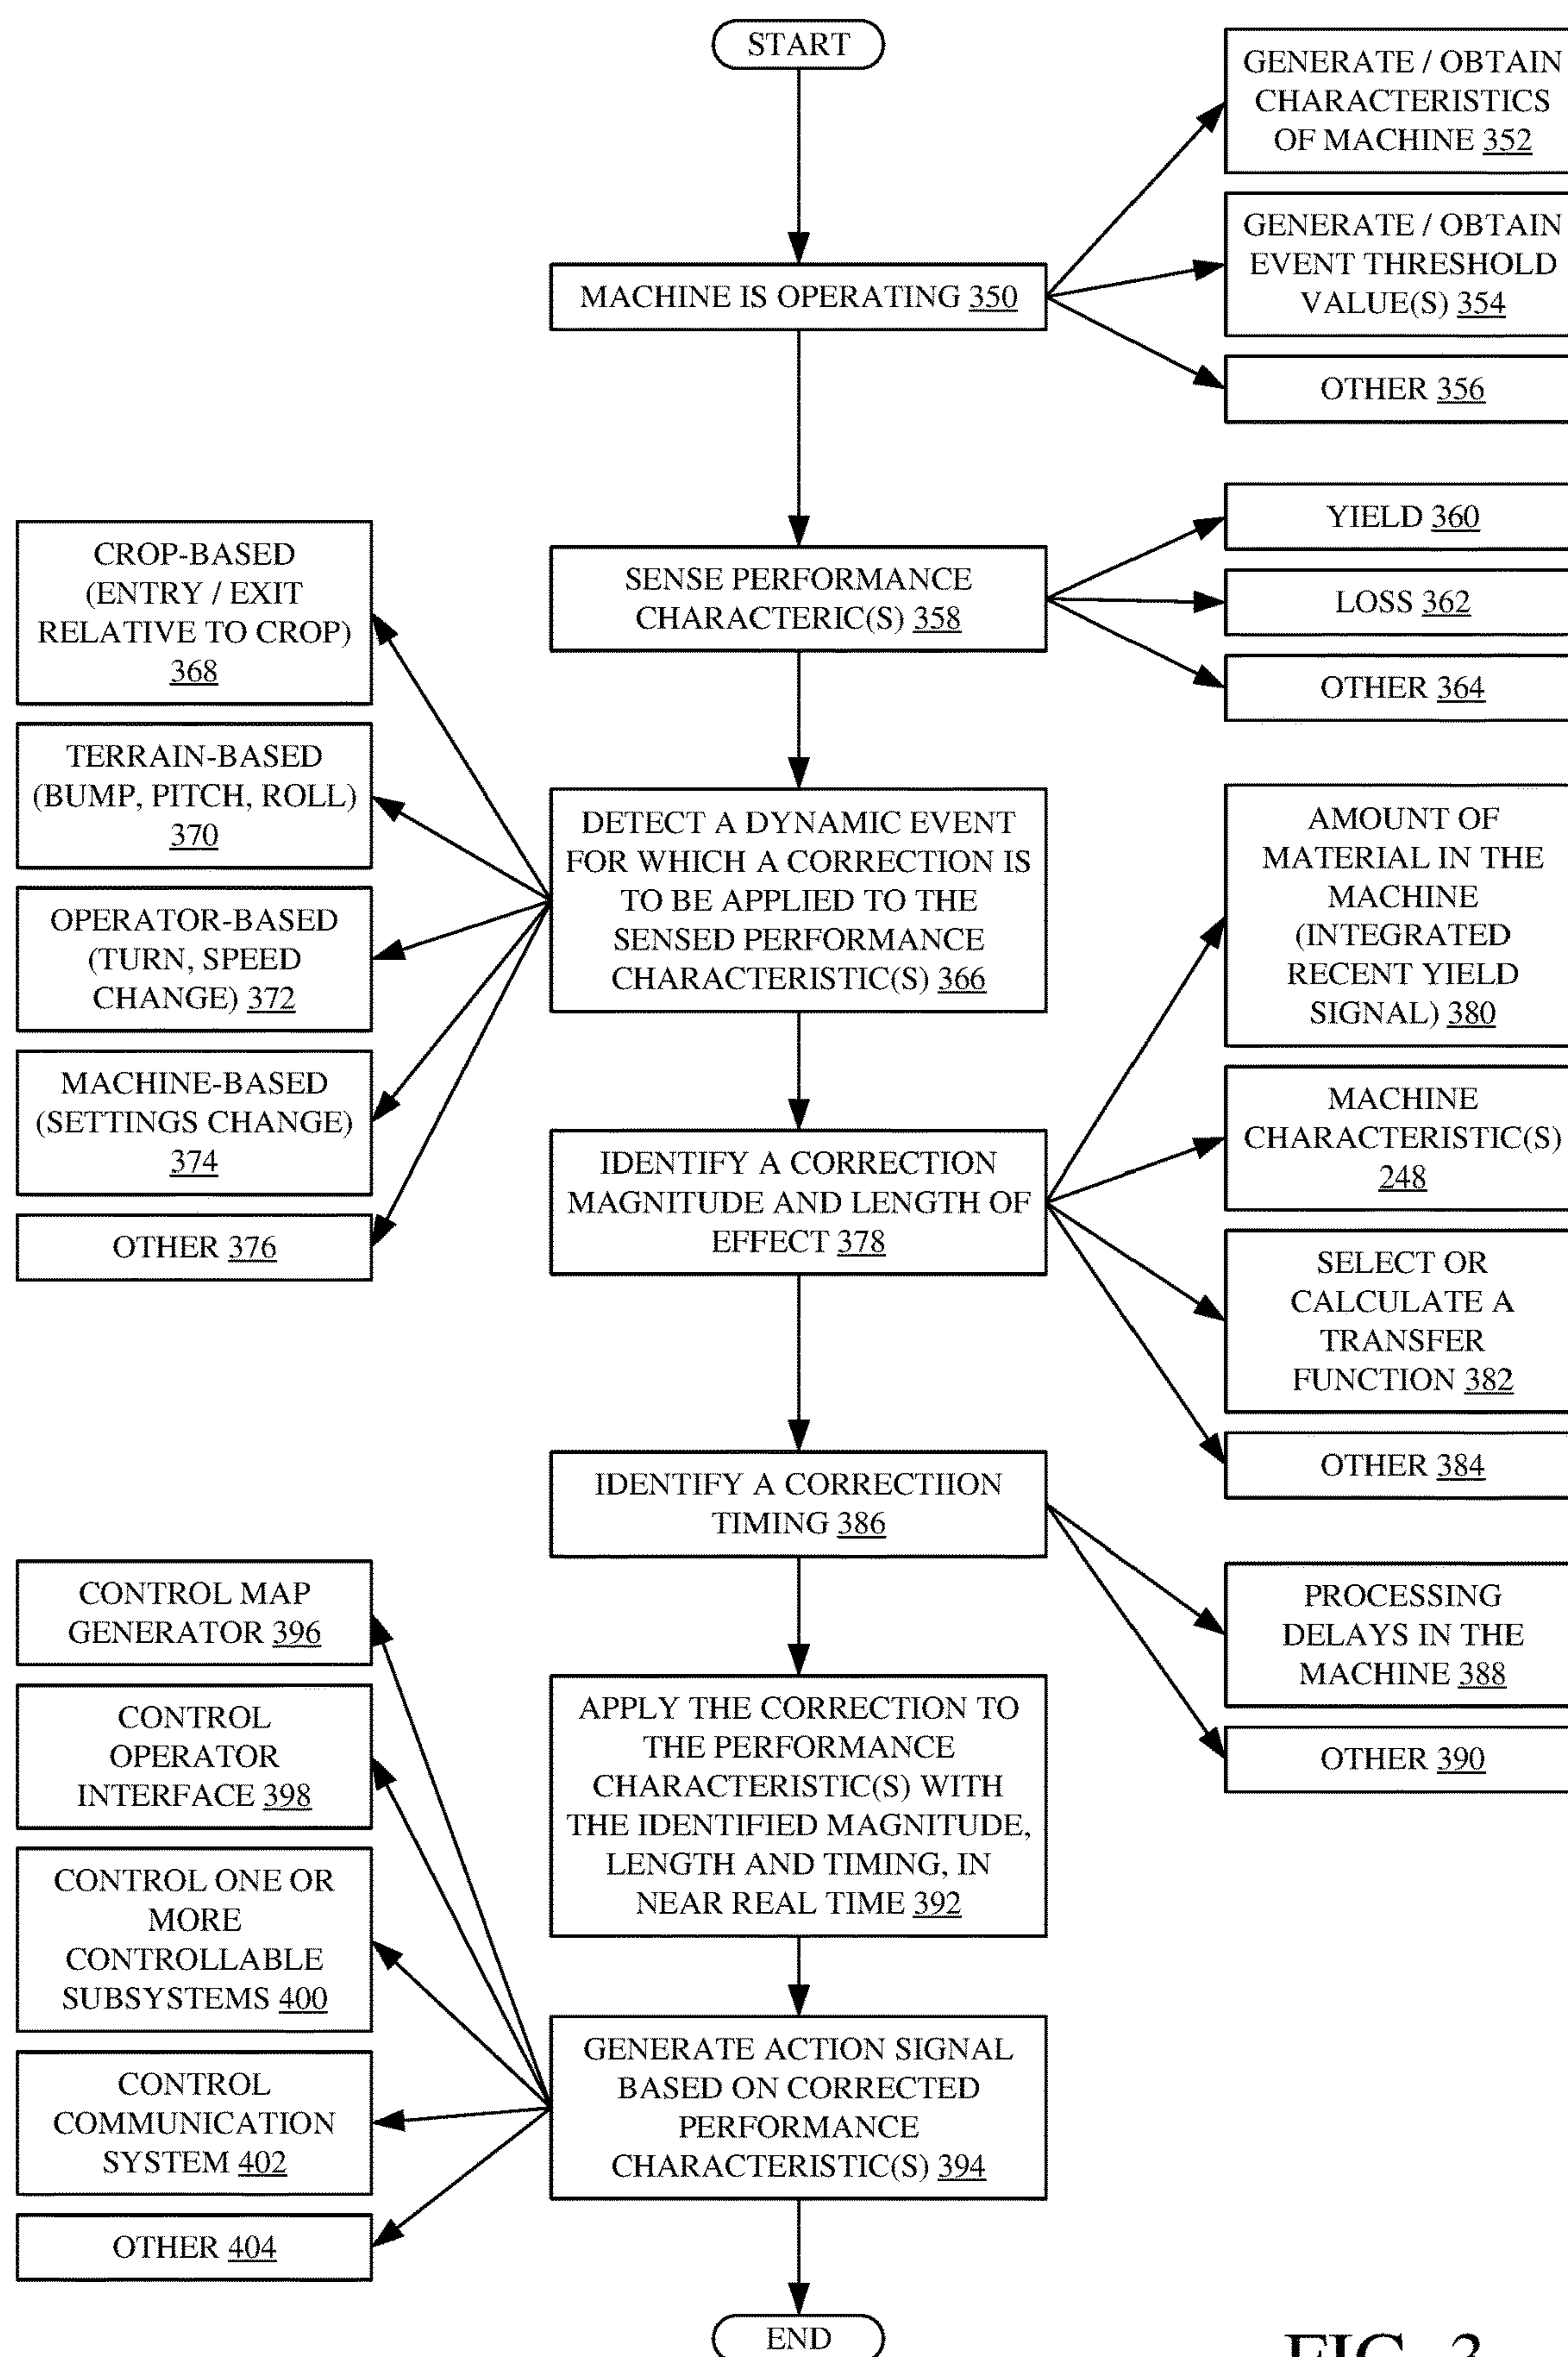 START
GENERATE / OBTAIN
CHARACTERISTICS
OF MACHINE 352
GENERATE / OBTAIN
EVENT THRESHOLD
VALUE(S) 354
MACHINE IS OPERATING 350
OTHER 356
YIELD 360
CROP-BASED
(ENTRY / EXIT
RELATIVE TO CROP)
368
SENSE PERFORMANCE
CHARACTERIC(S) 358
LOSS 362
OTHER 364
TERRAIN-BASED
(BUMP, PITCH, ROLL)
370
DETECT A DYNAMIC EVENT
FOR WHICH A CORRECTION IS
TO BE APPLIED TO THE
SENSED PERFORMANCE
CHARACTERISTIC(S) 366
AMOUNT OF
MATERIAL IN THE
MACHINE
(INTEGRATED
RECENT YIELD
SIGNAL) 380
OPERATOR-BASED
(TURN, SPEED
CHANGE) 372
MACHINE-BASED
(SETTINGS CHANGE)
374
MACHINE
CHARACTERISTIC(S)
248
IDENTIFY A CORRECTION
MAGNITUDE AND LENGTH OF
EFFECT 378
OTHER 376
SELECT OR
CALCULATE A
TRANSFER
FUNCTION 382
OTHER 384
IDENTIFY A CORRECTIION
TIMING 386
CONTROL MAP
GENERATOR 396
PROCESSING
DELAYS IN THE
MACHINE 388
CONTROL
OPERATOR
INTERFACE 398
APPLY THE CORRECTION TO
THE PERFORMANCE
CHARACTERISTIC(S) WITH
THE IDENTIFIED MAGNITUDE,
LENGTH AND TIMING, IN
NEAR REAL TIME 392
OTHER 390
CONTROL ONE OR
MORE
CONTROLLABLE
SUBSYSTEMS 400
GENERATE ACTION SIGNAL
BASED ON CORRECTED
PERFORMANCE
CHARACTERISTIC(S) 394
CONTROL
COMMUNICATION
SYSTEM 402
OTHER 404
END
FIG. 3